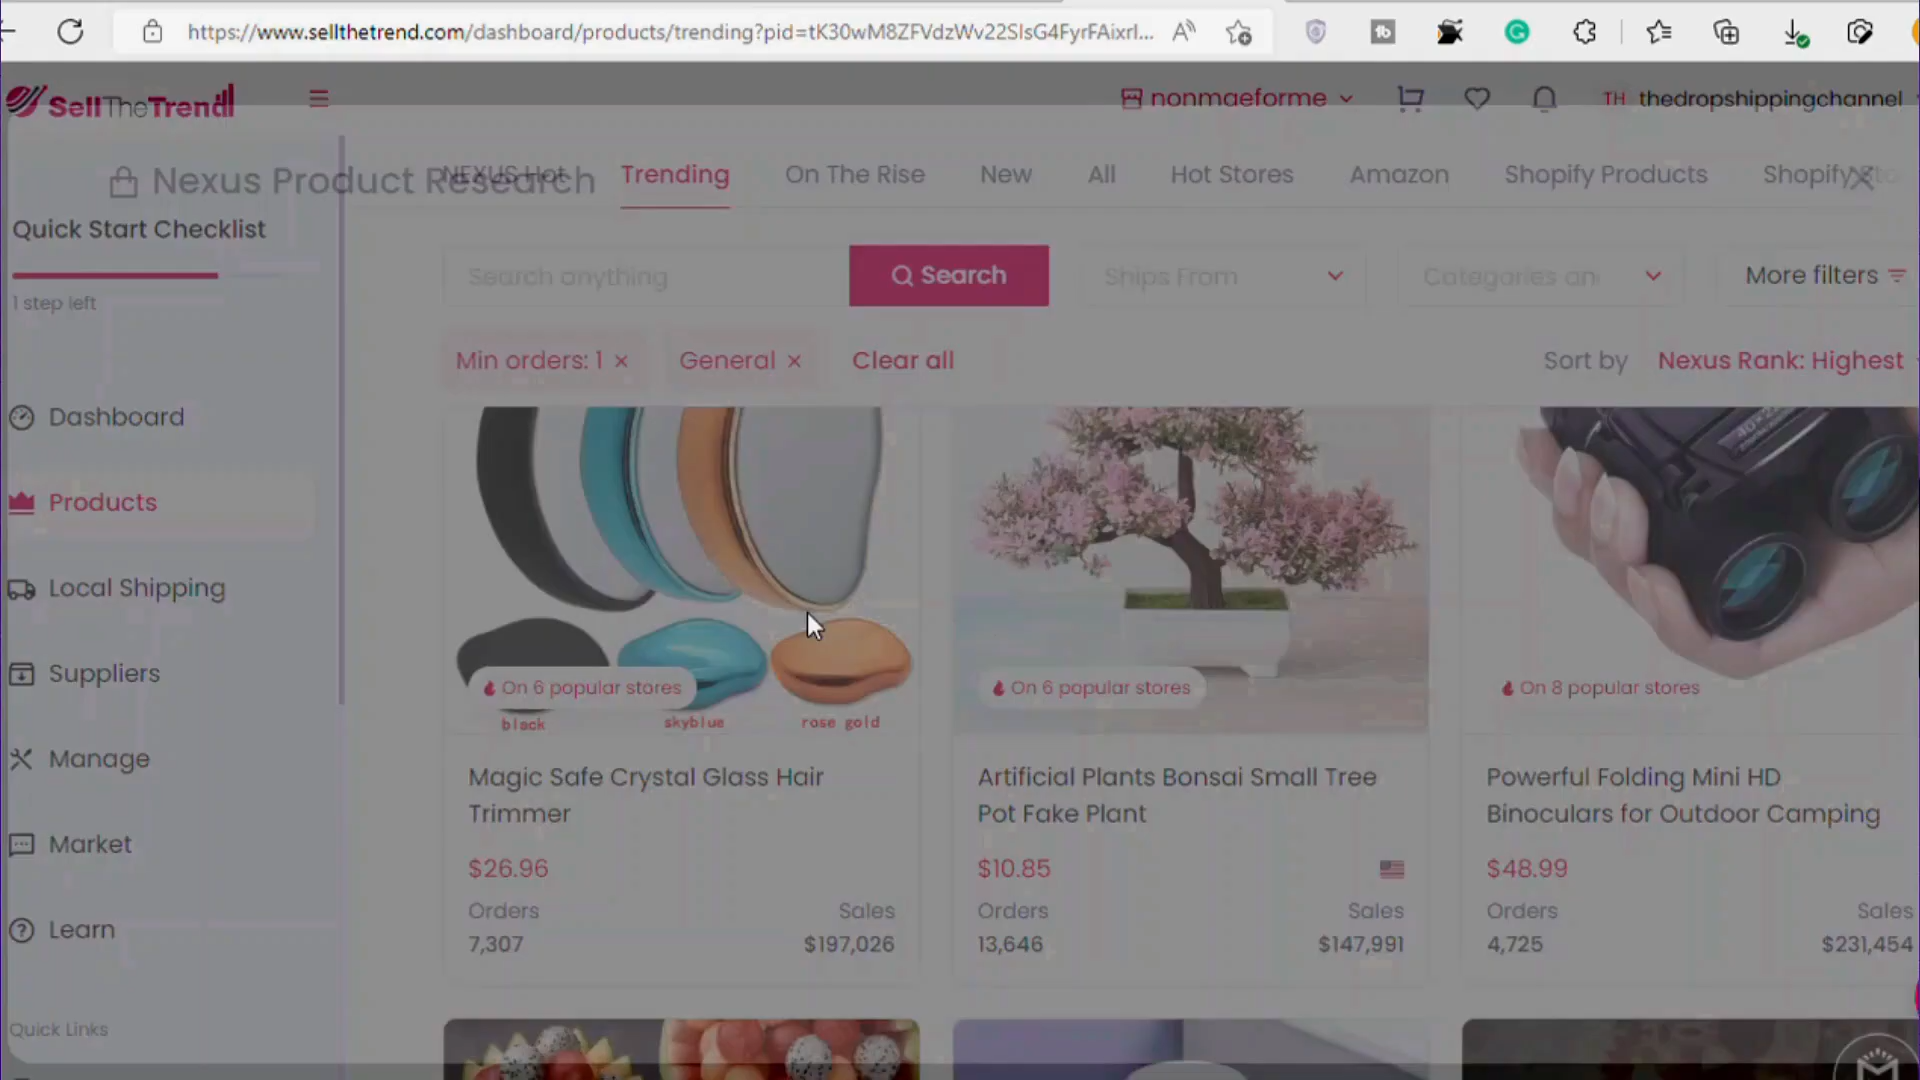 https://www.sellthetrend.com/dashboard/products/trending?pid=tK30wM8ZFVdzWv22SIsG4FyrFAixrI...
SellTheTrend
nonmaeforme
TH thedropshippingchannel
Nexus Product Research
NEXUS Hot
Trending
On The Rise
New
All
Hot Stores
Amazon
Shopify Products
Shopify Sto
Quick Start Checklist
1 step left
Search anything
Search
Ships From
Categories an
More filters
Min orders: 1 ×
General ×
Clear all
Sort by Nexus Rank: Highest
Dashboard
Products
Local Shipping
Suppliers
Manage
Market
Learn
Quick Links
On 6 popular stores
black
skyblue
rose gold
Magic Safe Crystal Glass Hair
Trimmer
$26.96
Orders Sales
7,307 $197,026
On 6 popular stores
Artificial Plants Bonsai Small Tree
Pot Fake Plant
$10.85
Orders Sales
13,646 $147,991
On 8 popular stores
Powerful Folding Mini HD
Binoculars for Outdoor Camping
$48.99
Orders Sales
4,725 $231,454